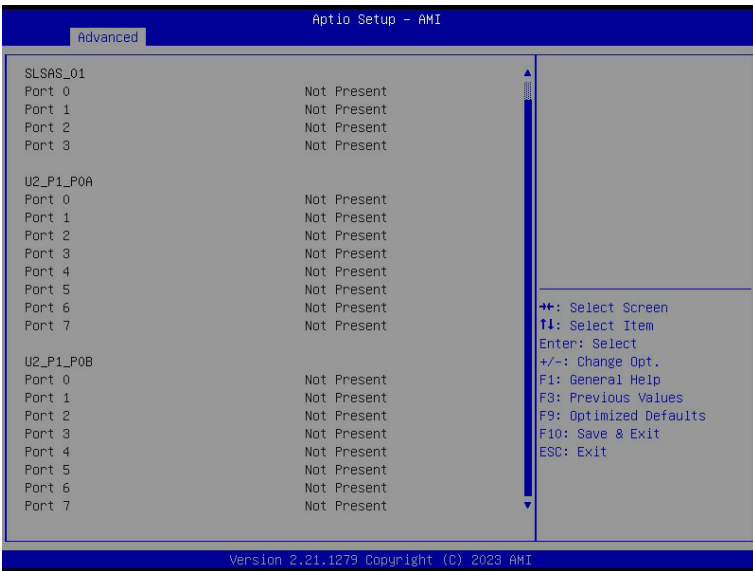 Aptio Setup – AMI
Advanced
SLSAS_01
Port 0 Not Present
Port 1 Not Present
Port 2 Not Present
Port 3 Not Present
U2_P1_P0A
Port 0 Not Present
Port 1 Not Present
Port 2 Not Present
Port 3 Not Present
Port 4 Not Present
Port 5 Not Present
Port 6 Not Present
Port 7 Not Present
U2_P1_P0B
Port 0 Not Present
Port 1 Not Present
Port 2 Not Present
Port 3 Not Present
Port 4 Not Present
Port 5 Not Present
Port 6 Not Present
Port 7 Not Present
→←: Select Screen
↑↓: Select Item
Enter: Select
+/-: Change Opt.
F1: General Help
F3: Previous Values
F9: Optimized Defaults
F10: Save & Exit
ESC: Exit
Version 2.21.1279 Copyright (C) 2023 AMI